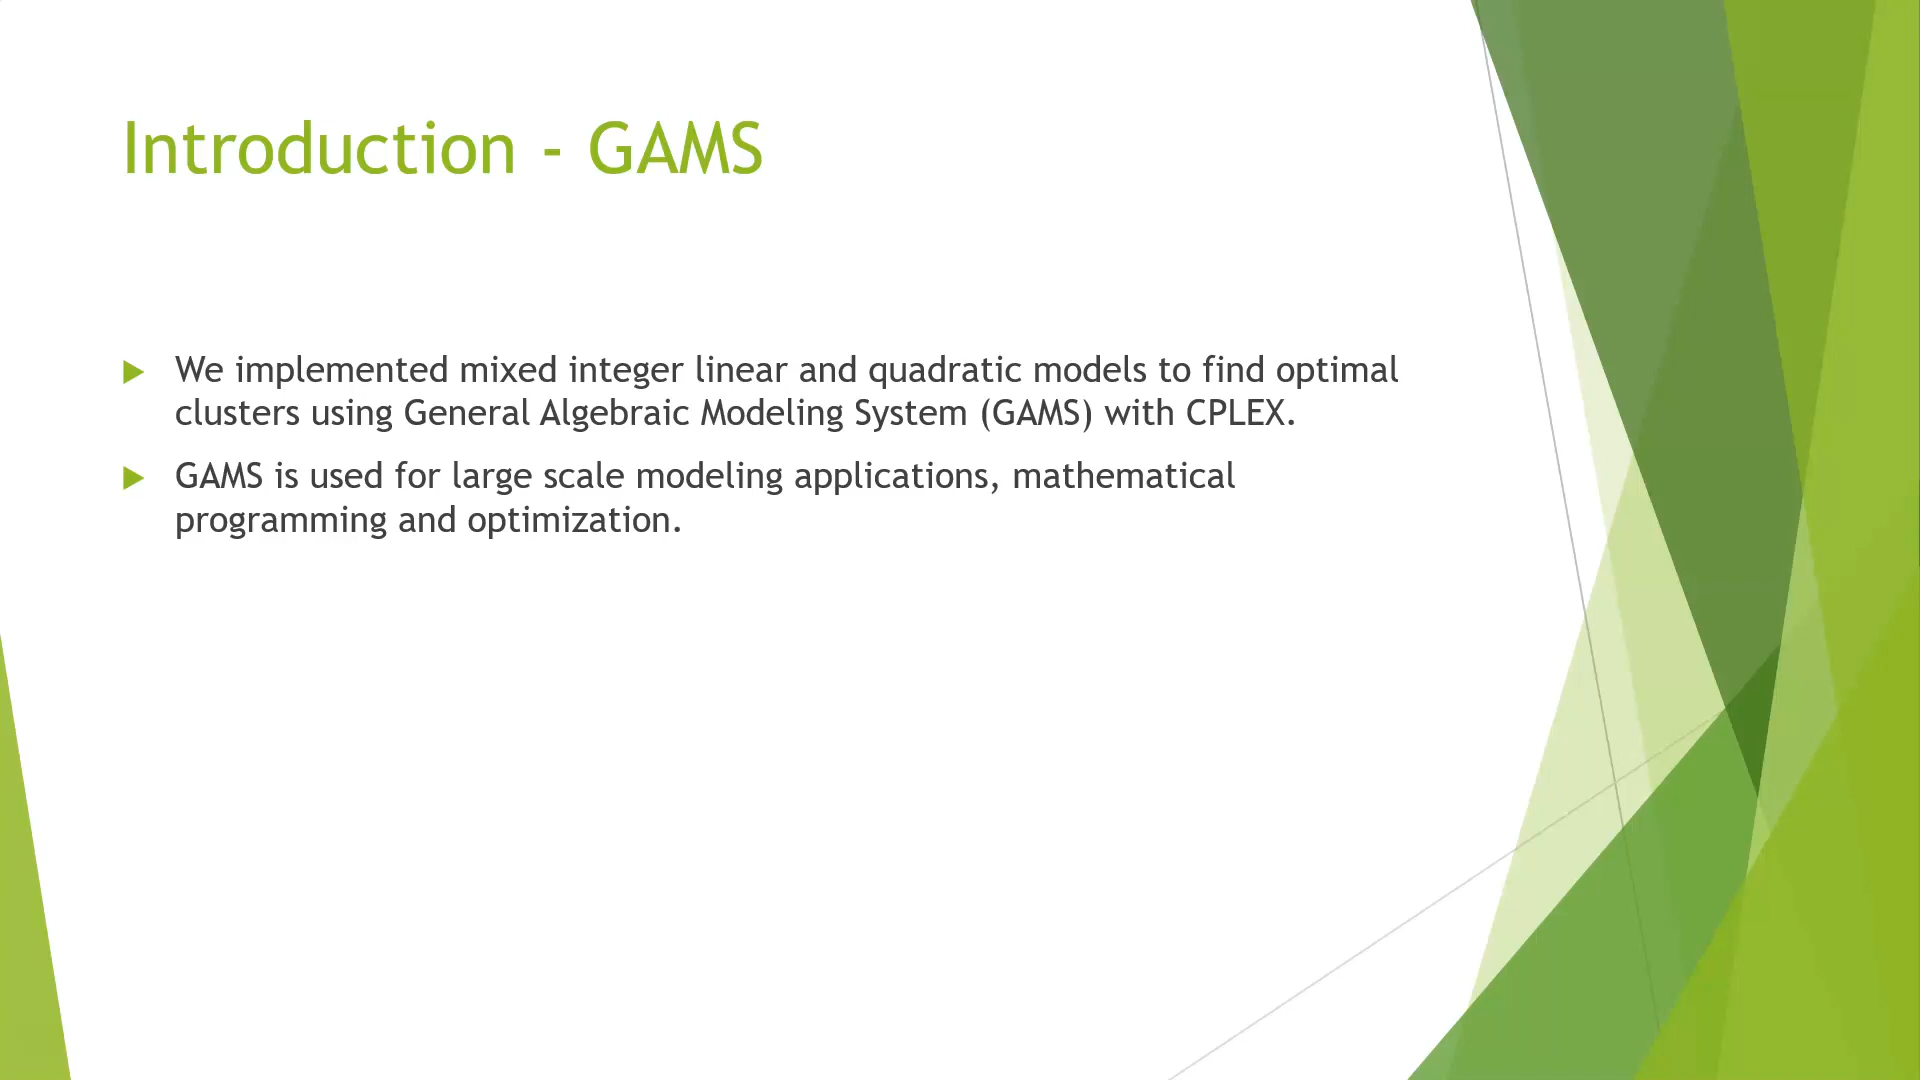 Introduction - GAMS
We implemented mixed integer linear and quadratic models to find optimal
clusters using General Algebraic Modeling System (GAMS) with CPLEX.
GAMS is used for large scale modeling applications, mathematical
programming and optimization.